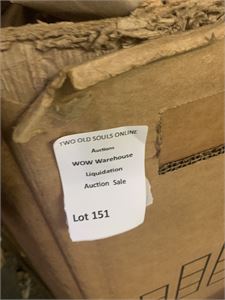 TWO OLD SOULS ONLINE
Auctions
WOW Warehouse
Liquidation
Auction Sale
Lot 151